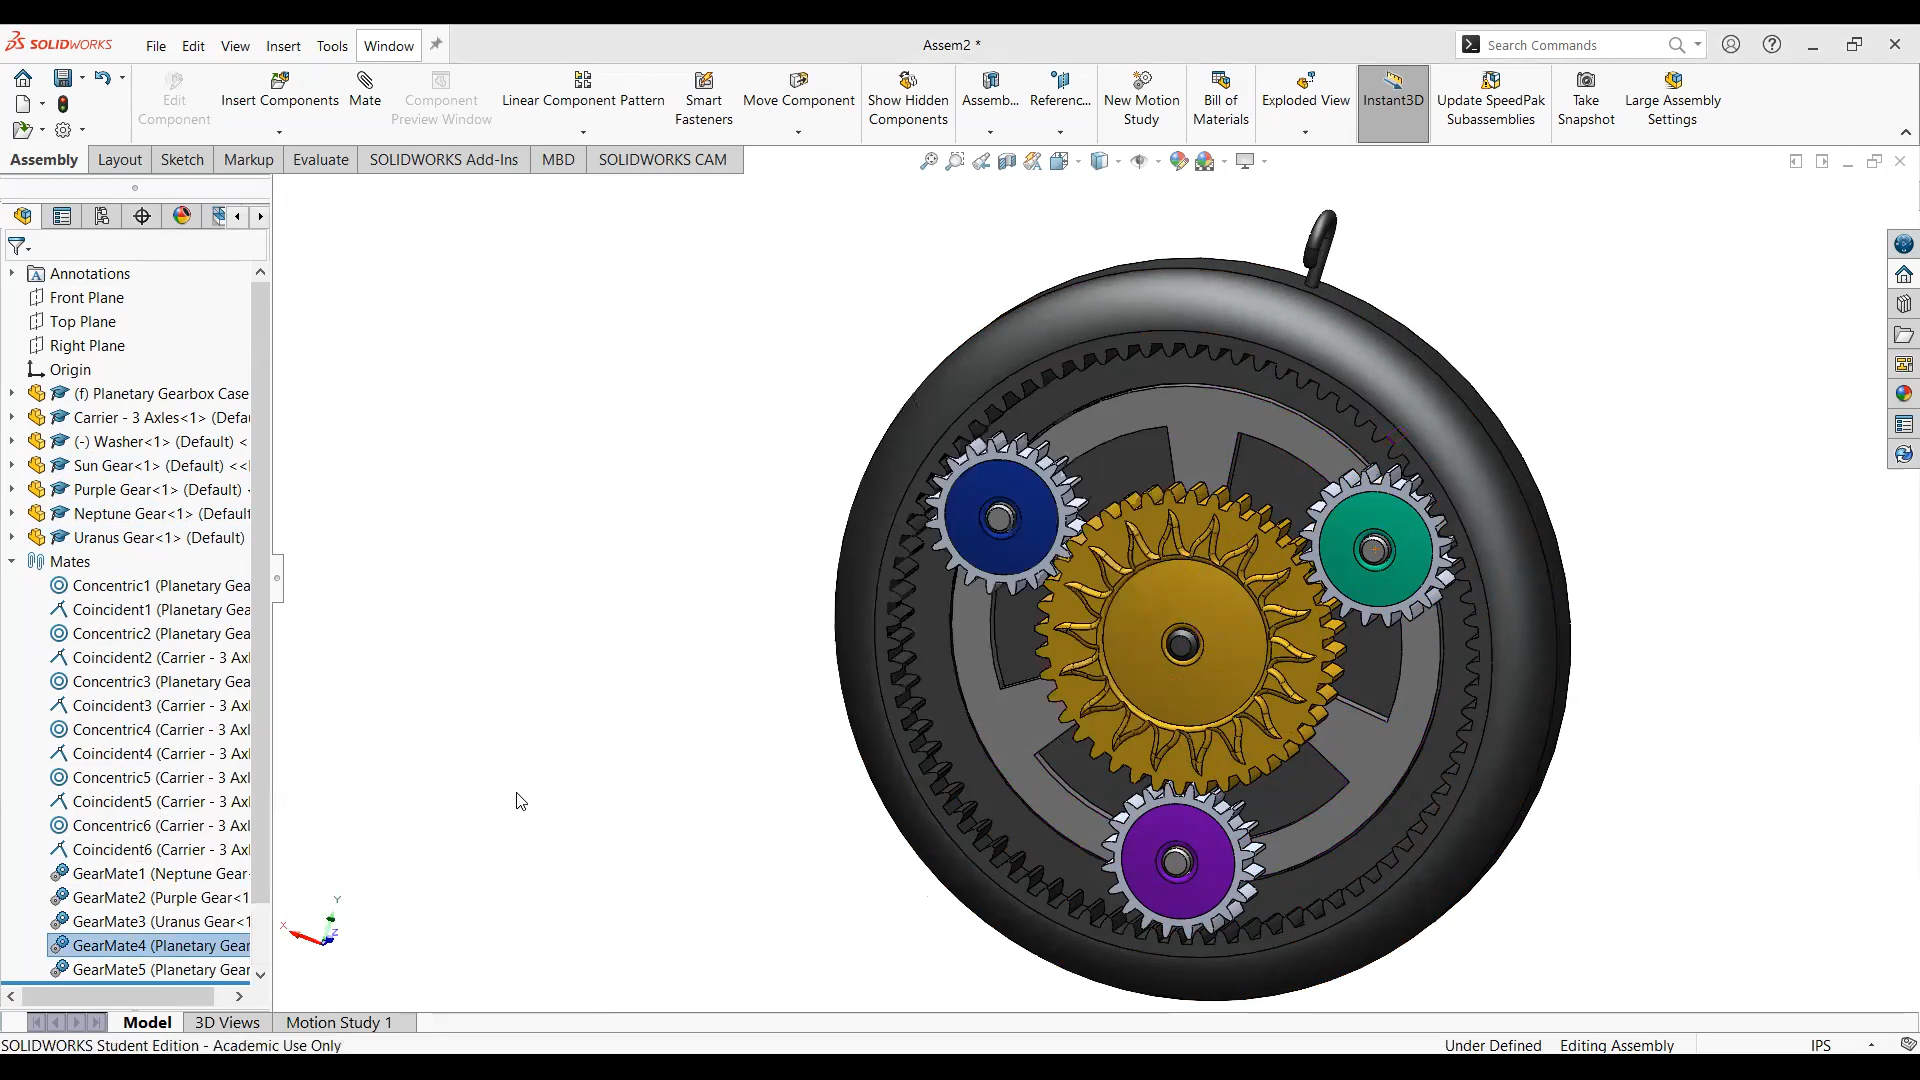 SOLIDWORKS File Edit View Insert Tools Window
Assem2 *
Search Commands
Edit Component
Insert Components
Mate
Component Preview Window
Linear Component Pattern
Smart Fasteners
Move Component
Show Hidden Components
Assemb...
Referenc...
New Motion Study
Bill of Materials
Exploded View
Instant3D
Update SpeedPak Subassemblies
Take Snapshot
Large Assembly Settings
Assembly Layout Sketch Markup Evaluate SOLIDWORKS Add-Ins MBD SOLIDWORKS CAM
Annotations
Front Plane
Top Plane
Right Plane
Origin
(f) Planetary Gearbox Case
Carrier - 3 Axles<1> (Defau
(-) Washer<1> (Default) <
Sun Gear<1> (Default) <<
Purple Gear<1> (Default)
Neptune Gear<1> (Default
Uranus Gear<1> (Default)
Mates
Concentric1 (Planetary Gea
Coincident1 (Planetary Gea
Concentric2 (Planetary Gea
Coincident2 (Carrier - 3 Axl
Concentric3 (Planetary Gea
Coincident3 (Carrier - 3 Axl
Concentric4 (Carrier - 3 Axl
Coincident4 (Carrier - 3 Axl
Concentric5 (Carrier - 3 Axl
Coincident5 (Carrier - 3 Axl
Concentric6 (Carrier - 3 Axl
Coincident6 (Carrier - 3 Axl
GearMate1 (Neptune Gear
GearMate2 (Purple Gear<1
GearMate3 (Uranus Gear<1
GearMate4 (Planetary Gear
GearMate5 (Planetary Gear
Y
X
Z
Model 3D Views Motion Study 1
SOLIDWORKS Student Edition - Academic Use Only
Under Defined Editing Assembly IPS